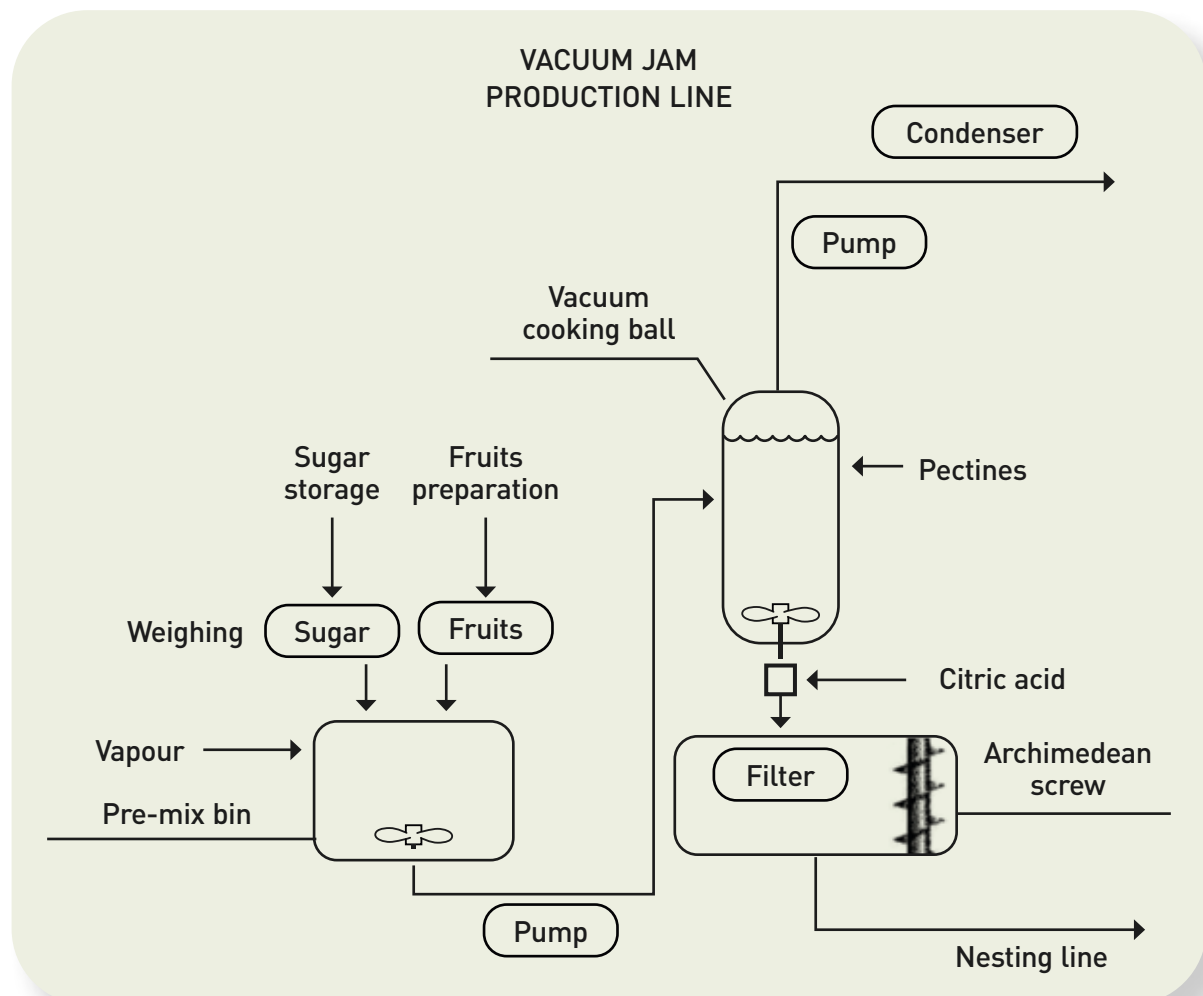 VACUUM JAM
PRODUCTION LINE
Condenser
Pump
Vacuum
cooking ball
Sugar
storage
Fruits
preparation
Pectines
Weighing
Sugar
Fruits
Citric acid
Vapour
Pre-mix bin
Filter
Archimedean
screw
Pump
Nesting line